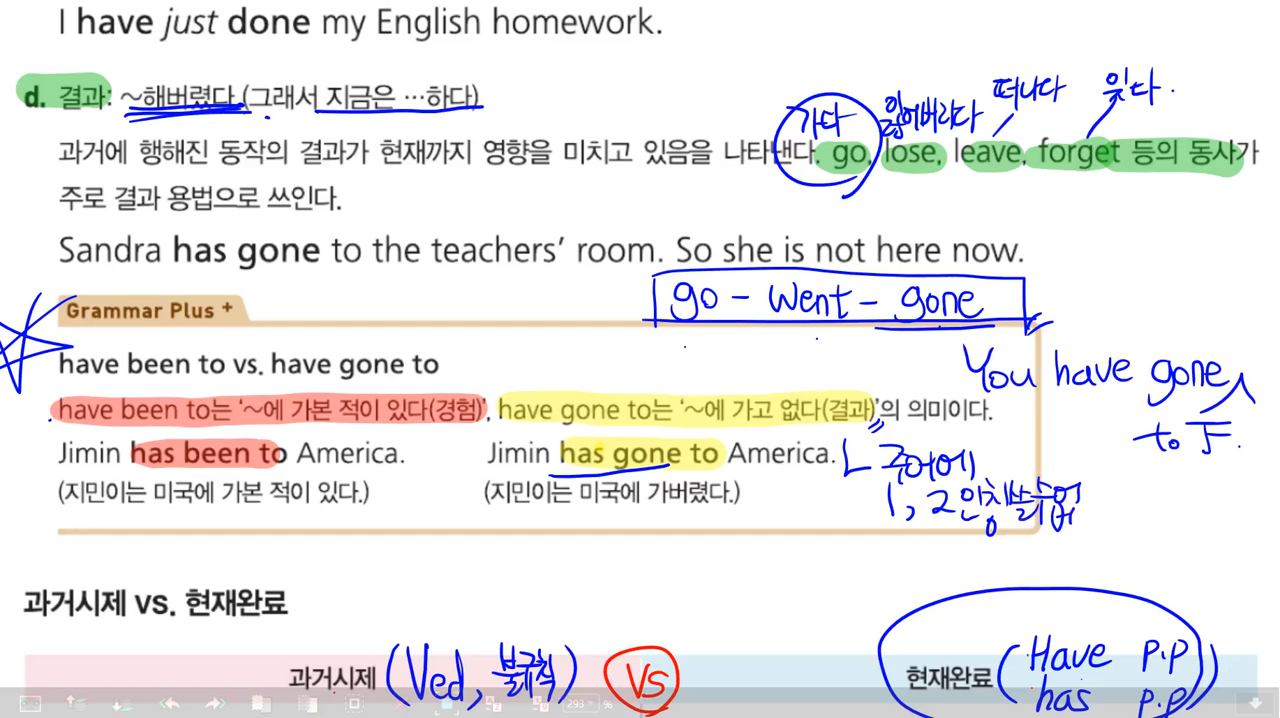 I have just done my English homework.
떠나다 잊다.
가다 잃어버리다
d. 결과: ~해버렸다 (그래서 지금은 …하다)
과거에 행해진 동작의 결과가 현재까지 영향을 미치고 있음을 나타낸다. go, lose, leave, forget 등의 동사가
주로 결과 용법으로 쓰인다.
Sandra has gone to the teachers’ room. So she is not here now.
go - went - gone
Grammar Plus +
have been to vs. have gone to
You have gone
have been to는 ‘~에 가본 적이 있다(경험)’, have gone to는 ‘~에 가고 없다(결과)’의 의미이다.
to
Jimin has been to America. Jimin has gone to America.
주어에
(지민이는 미국에 가본 적이 있다.) (지민이는 미국에 가버렸다.)
1, 2인칭 쓸 수 없
과거시제 vs. 현재완료
과거시제 (Ved, 불규칙) VS 현재완료 (Have p.p
has p.p)
293 %